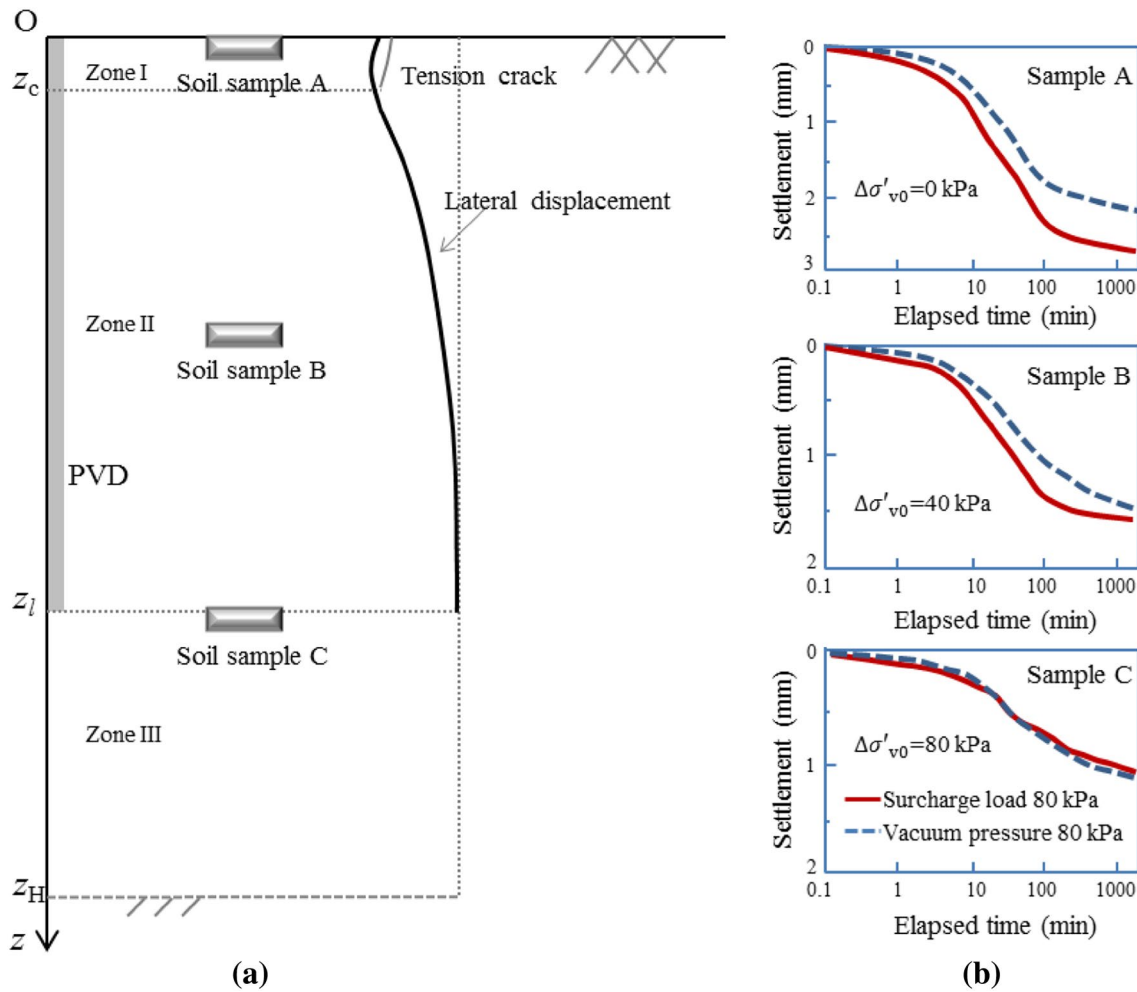 O
Zone I
z_c
Soil sample A
Tension crack
Lateral displacement
Zone II
Soil sample B
PVD
z_l
Soil sample C
Zone III
z_H
z
(a)
Settlement (mm)
0
1
2
3
Sample A
Δσ′v0=0 kPa
0.1 1 10 100 1000
Elapsed time (min)
Settlement (mm)
0
1
2
Sample B
Δσ′v0=40 kPa
0.1 1 10 100 1000
Elapsed time (min)
Settlement (mm)
0
1
2
Sample C
Δσ′v0=80 kPa
Surcharge load 80 kPa
Vacuum pressure 80 kPa
0.1 1 10 100 1000
Elapsed time (min)
(b)